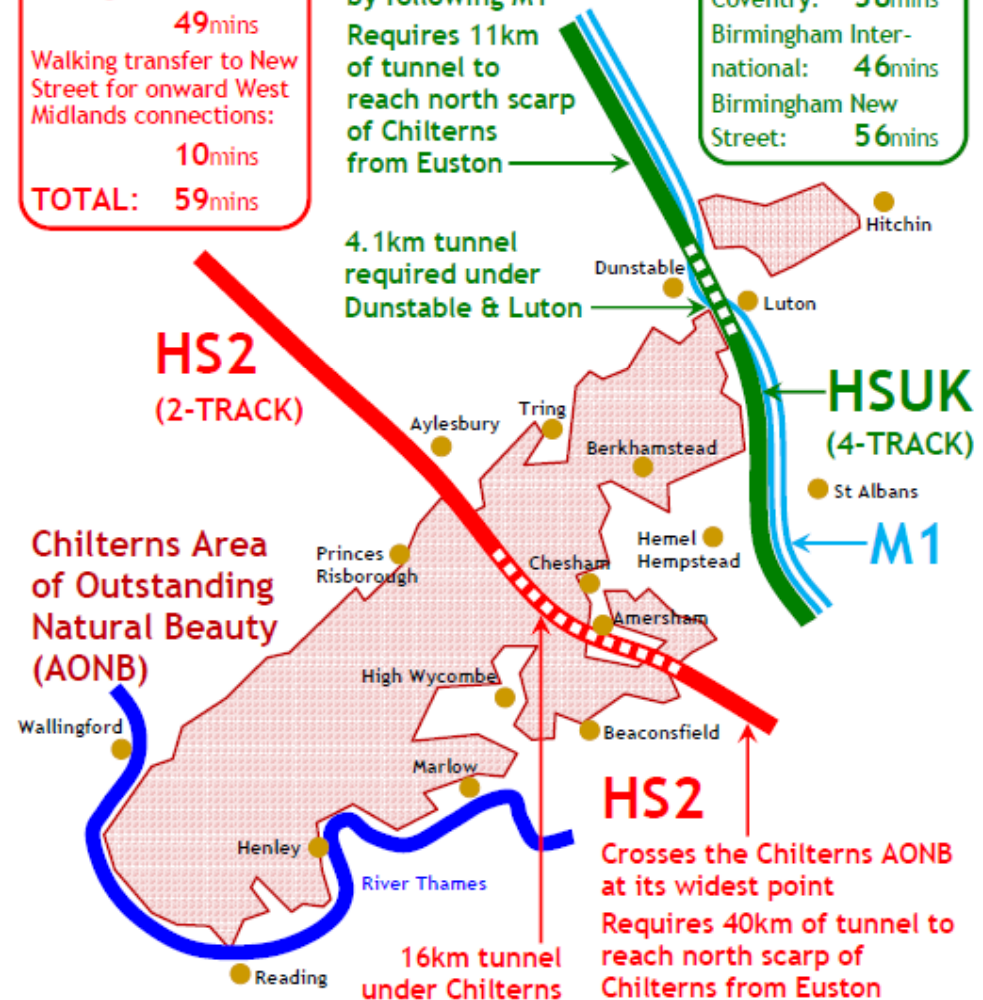 49mins
Walking transfer to New
Street for onward West
Midlands connections:
10mins
TOTAL: 59mins
by following M1
Requires 11km
of tunnel to
reach north scarp
of Chilterns
from Euston
Coventry: 38mins
Birmingham Inter-
national: 46mins
Birmingham New
Street: 56mins
Hitchin
4.1km tunnel
required under
Dunstable & Luton
Dunstable
Luton
HS2
(2-TRACK)
HSUK
(4-TRACK)
Aylesbury
Tring
Berkhamstead
St Albans
M1
Hemel
Hempstead
Chilterns Area
of Outstanding
Natural Beauty
(AONB)
Princes
Risborough
Chesham
Amersham
High Wycombe
Wallingford
Beaconsfield
Marlow
HS2
Crosses the Chilterns AONB
at its widest point
Requires 40km of tunnel to
reach north scarp of
Chilterns from Euston
Henley
River Thames
16km tunnel
under Chilterns
Reading